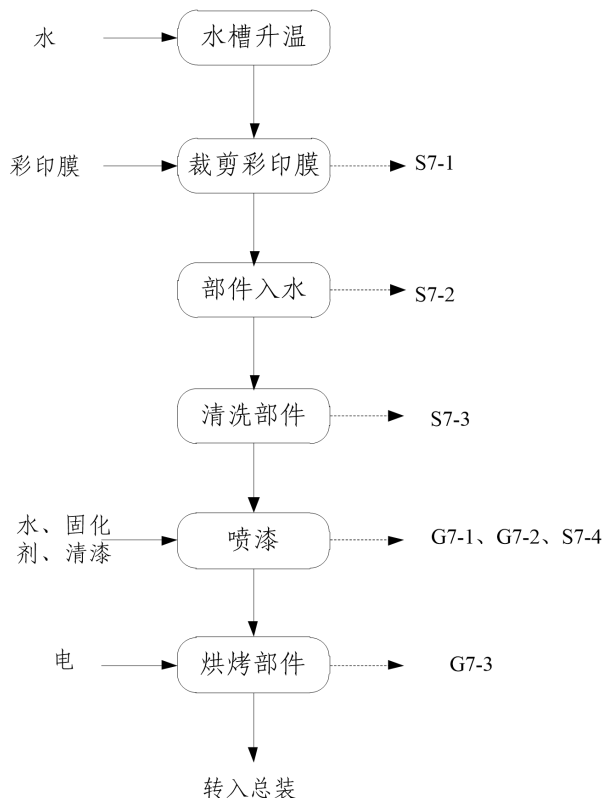 水
水槽升温
彩印膜
裁剪彩印膜
S7-1
部件入水
S7-2
清洗部件
S7-3
水、固化
剂、清漆
喷漆
G7-1、G7-2、S7-4
电
烘烤部件
G7-3
转入总装